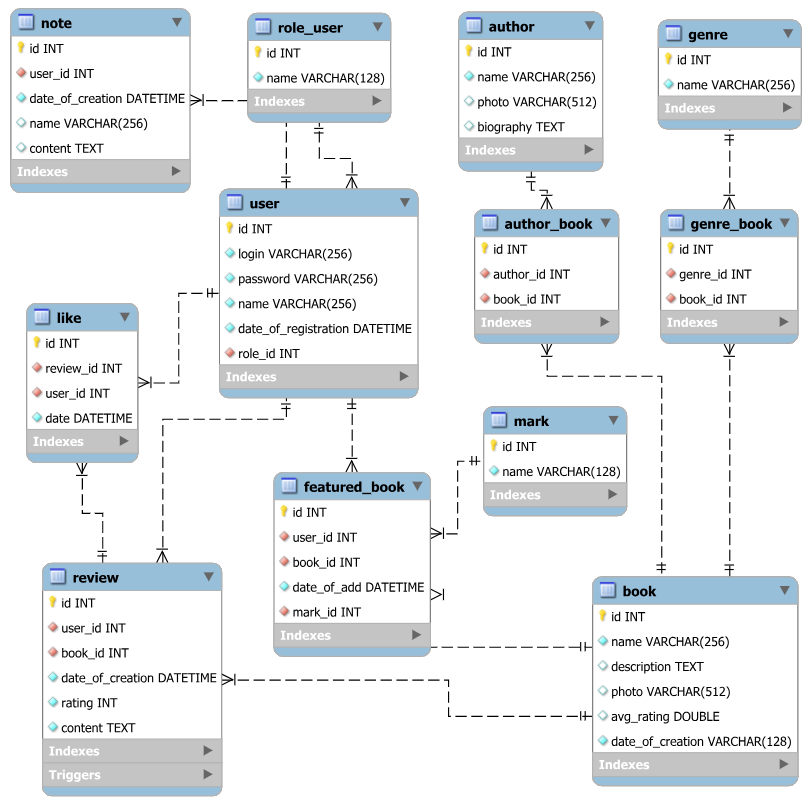 note
id INT
user_id INT
date_of_creation DATETIME
name VARCHAR(256)
content TEXT
Indexes
role_user
id INT
name VARCHAR(128)
Indexes
author
id INT
name VARCHAR(256)
photo VARCHAR(512)
biography TEXT
Indexes
genre
id INT
name VARCHAR(256)
Indexes
user
id INT
login VARCHAR(256)
password VARCHAR(256)
name VARCHAR(256)
date_of_registration DATETIME
role_id INT
Indexes
author_book
id INT
author_id INT
book_id INT
Indexes
genre_book
id INT
genre_id INT
book_id INT
Indexes
like
id INT
review_id INT
user_id INT
date DATETIME
Indexes
mark
id INT
name VARCHAR(128)
Indexes
featured_book
id INT
user_id INT
book_id INT
date_of_add DATETIME
mark_id INT
Indexes
review
id INT
user_id INT
book_id INT
date_of_creation DATETIME
rating INT
content TEXT
Indexes
Triggers
book
id INT
name VARCHAR(256)
description TEXT
photo VARCHAR(512)
avg_rating DOUBLE
date_of_creation VARCHAR(128)
Indexes